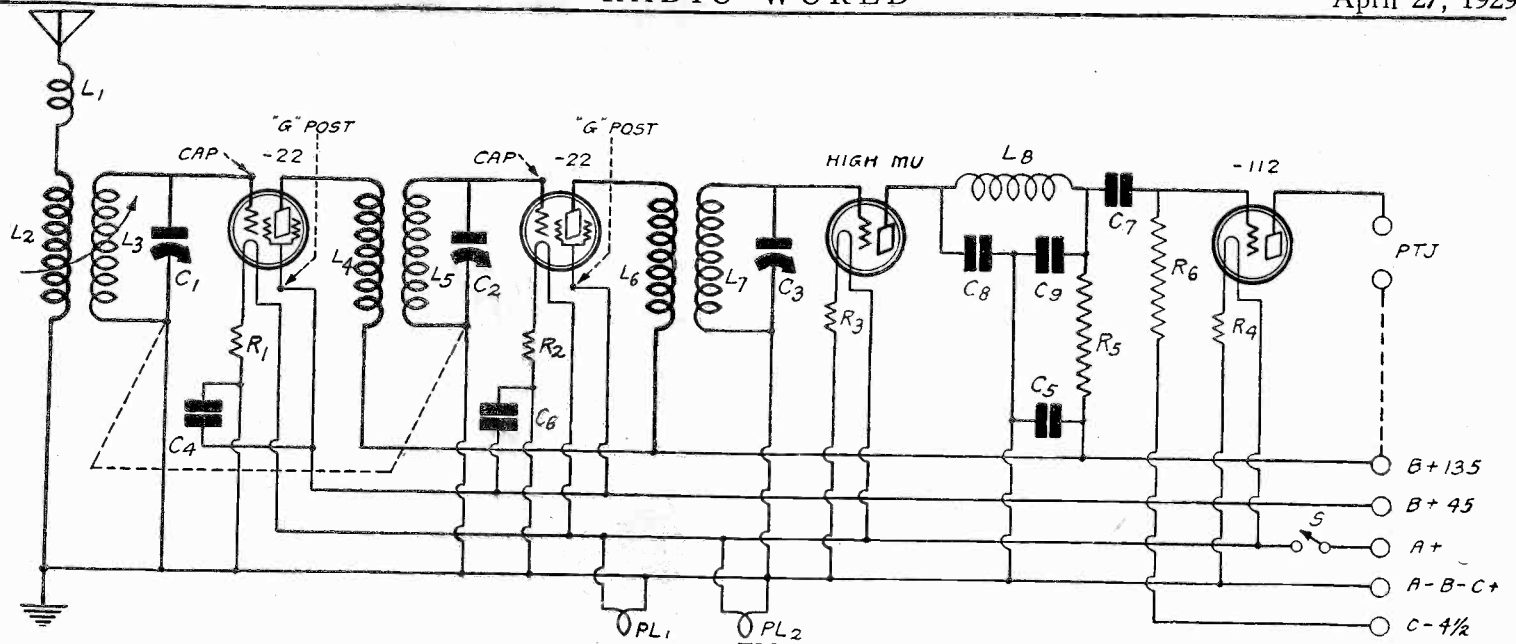 RADIO WORLD
April 27, 1929
L1
"G" POST
"G" POST
CAP
-22
CAP
-22
HIGH MU
L8
-112
L2
L3
C1
L4
L5
C2
L6
L7
C3
C8
C9
C7
R6
PTJ
R1
R2
R3
R5
R4
C4
C6
C5
B+ 135
B+ 45
S
A+
A- B- C+
PL1
PL2
C- 4½